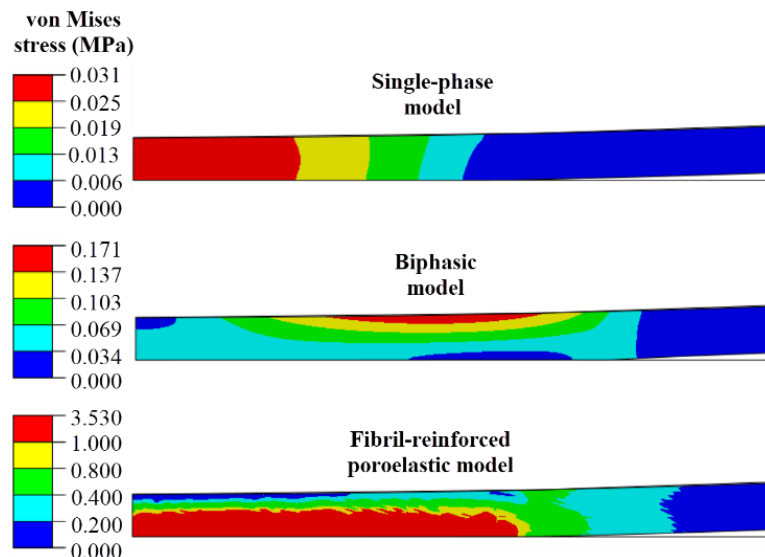 von Mises
stress (MPa)
0.031
0.025
0.019
0.013
0.006
0.000
Single-phase
model
0.171
0.137
0.103
0.069
0.034
0.000
Biphasic
model
3.530
1.000
0.800
0.400
0.200
0.000
Fibril-reinforced
poroelastic model